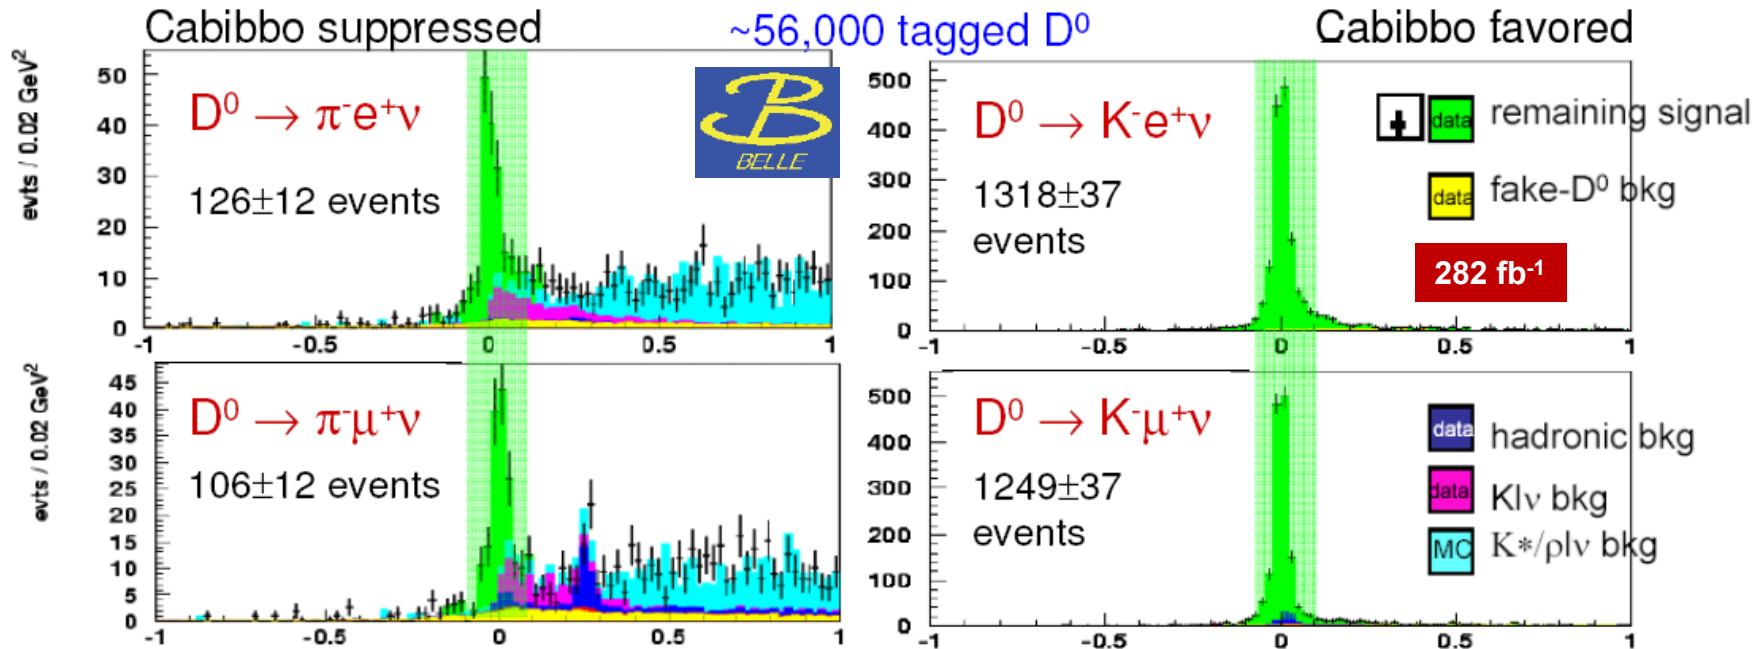 Cabibbo suppressed
~56,000 tagged D⁰
Cabibbo favored
evts / 0.02 GeV²
50
40
30
20
10
0
D⁰ → π⁻e⁺ν
126±12 events
BELLE
-1 -0.5 0 0.5 1
500
400
300
200
100
0
D⁰ → K⁻e⁺ν
1318±37
events
data remaining signal
data fake-D⁰ bkg
282 fb⁻¹
-1 -0.5 0 0.5 1
evts / 0.02 GeV²
45
40
35
30
25
20
15
10
5
0
D⁰ → π⁻μ⁺ν
106±12 events
-1 -0.5 0 0.5 1
500
400
300
200
100
0
D⁰ → K⁻μ⁺ν
1249±37
events
data hadronic bkg
data Klν bkg
MC K*/ρlν bkg
-1 -0.5 0 0.5 1